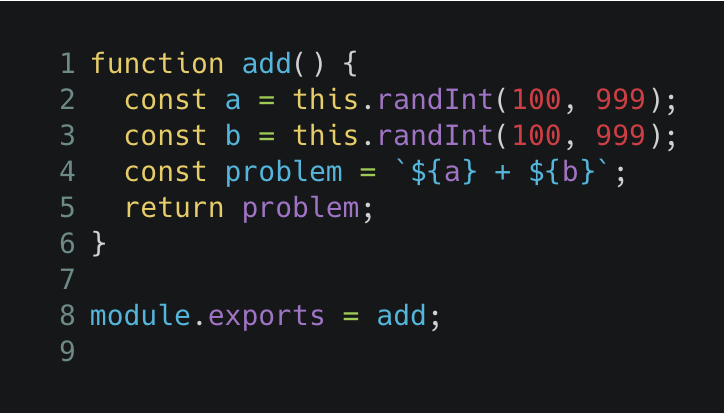 1 function add() {
2   const a = this.randInt(100, 999);
3   const b = this.randInt(100, 999);
4   const problem = `${a} + ${b}`;
5   return problem;
6 }
7
8 module.exports = add;
9